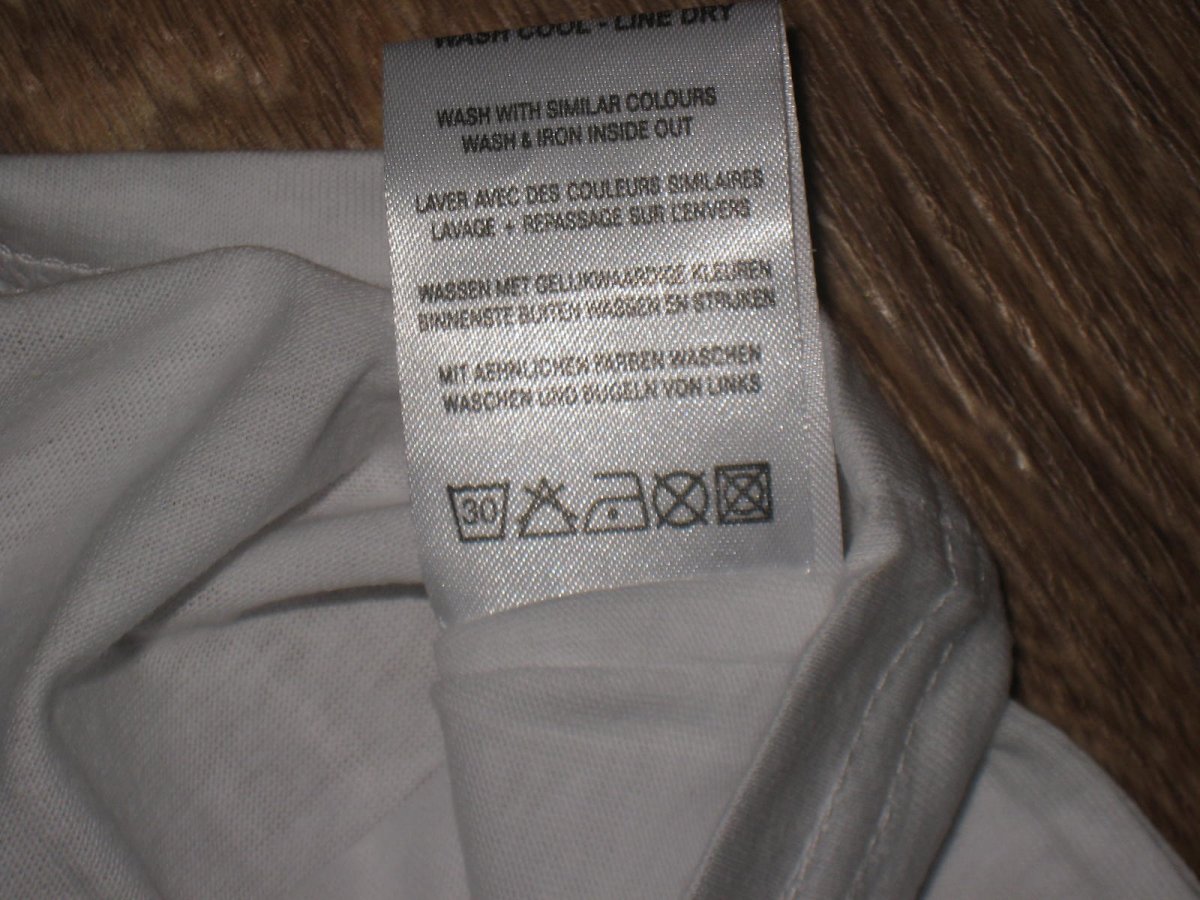 WASH COOL - LINE DRY
WASH WITH SIMILAR COLOURS
WASH & IRON INSIDE OUT
LAVER AVEC DES COULEURS SIMILAIRES
LAVAGE + REPASSAGE SUR L'ENVERS
WASSEN MET GELIJKWAARDIGE KLEUREN
BINNENSTE BUITEN WASSEN EN STRIJKEN
MIT AEHNLICHEN FARBEN WASCHEN
WASCHEN UND BUGELN VON LINKS
30